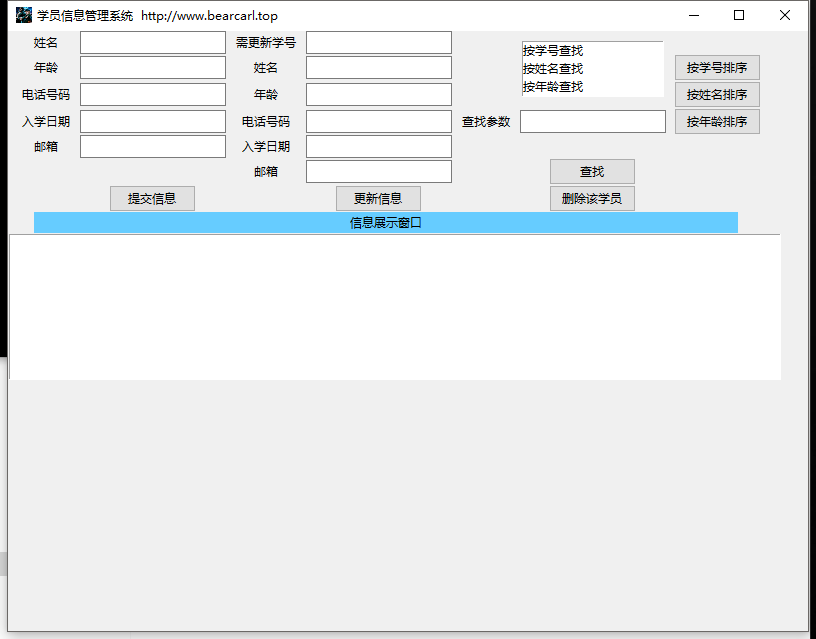 学员信息管理系统 http://www.bearcarl.top
姓名 需更新学号
按学号查找
年龄 姓名 按姓名查找 按学号排序
按年龄查找
电话号码 年龄 按姓名排序
入学日期 电话号码 查找参数 按年龄排序
邮箱 入学日期
邮箱 查找
提交信息 更新信息 删除该学员
信息展示窗口